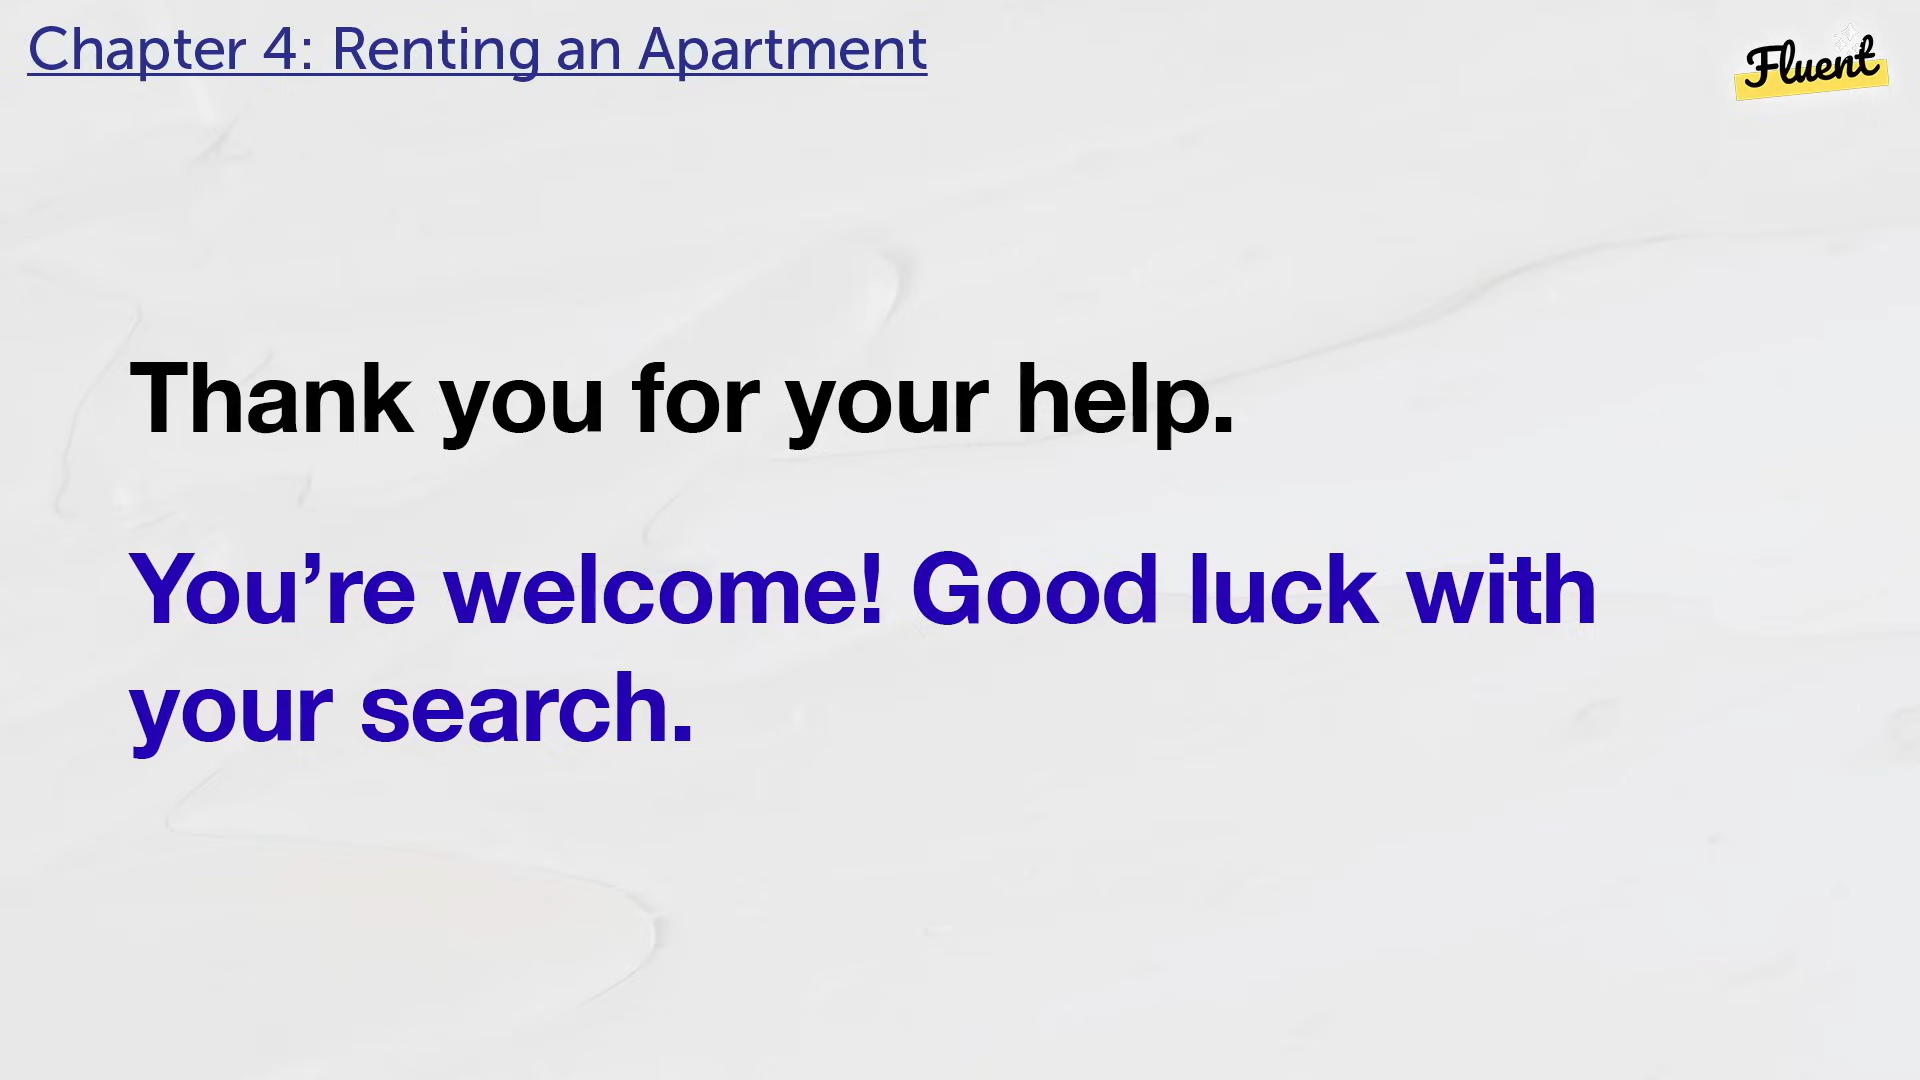 Chapter 4: Renting an Apartment
Fluent
Thank you for your help.
You’re welcome! Good luck with
your search.